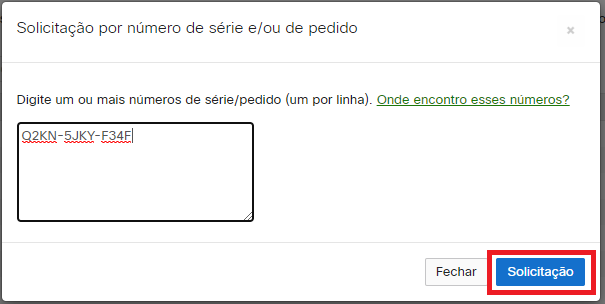 Solicitação por número de série e/ou de pedido
×
Digite um ou mais números de série/pedido (um por linha). Onde encontro esses números?
Q2KN-5JKY-F34F
Fechar Solicitação